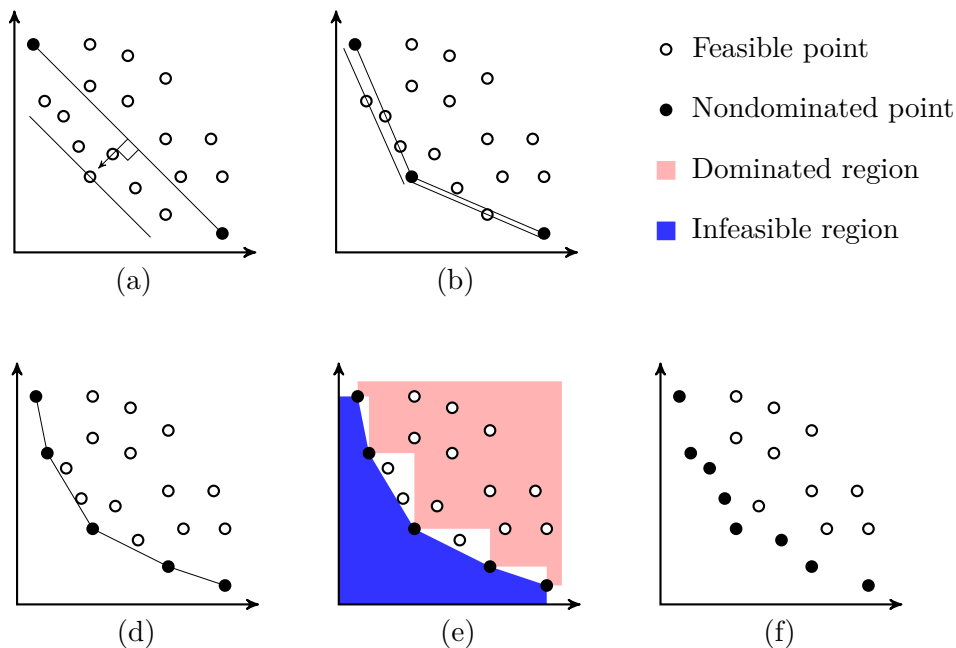 Feasible point
Nondominated point
Dominated region
Infeasible region
(a)
(b)
(d)
(e)
(f)